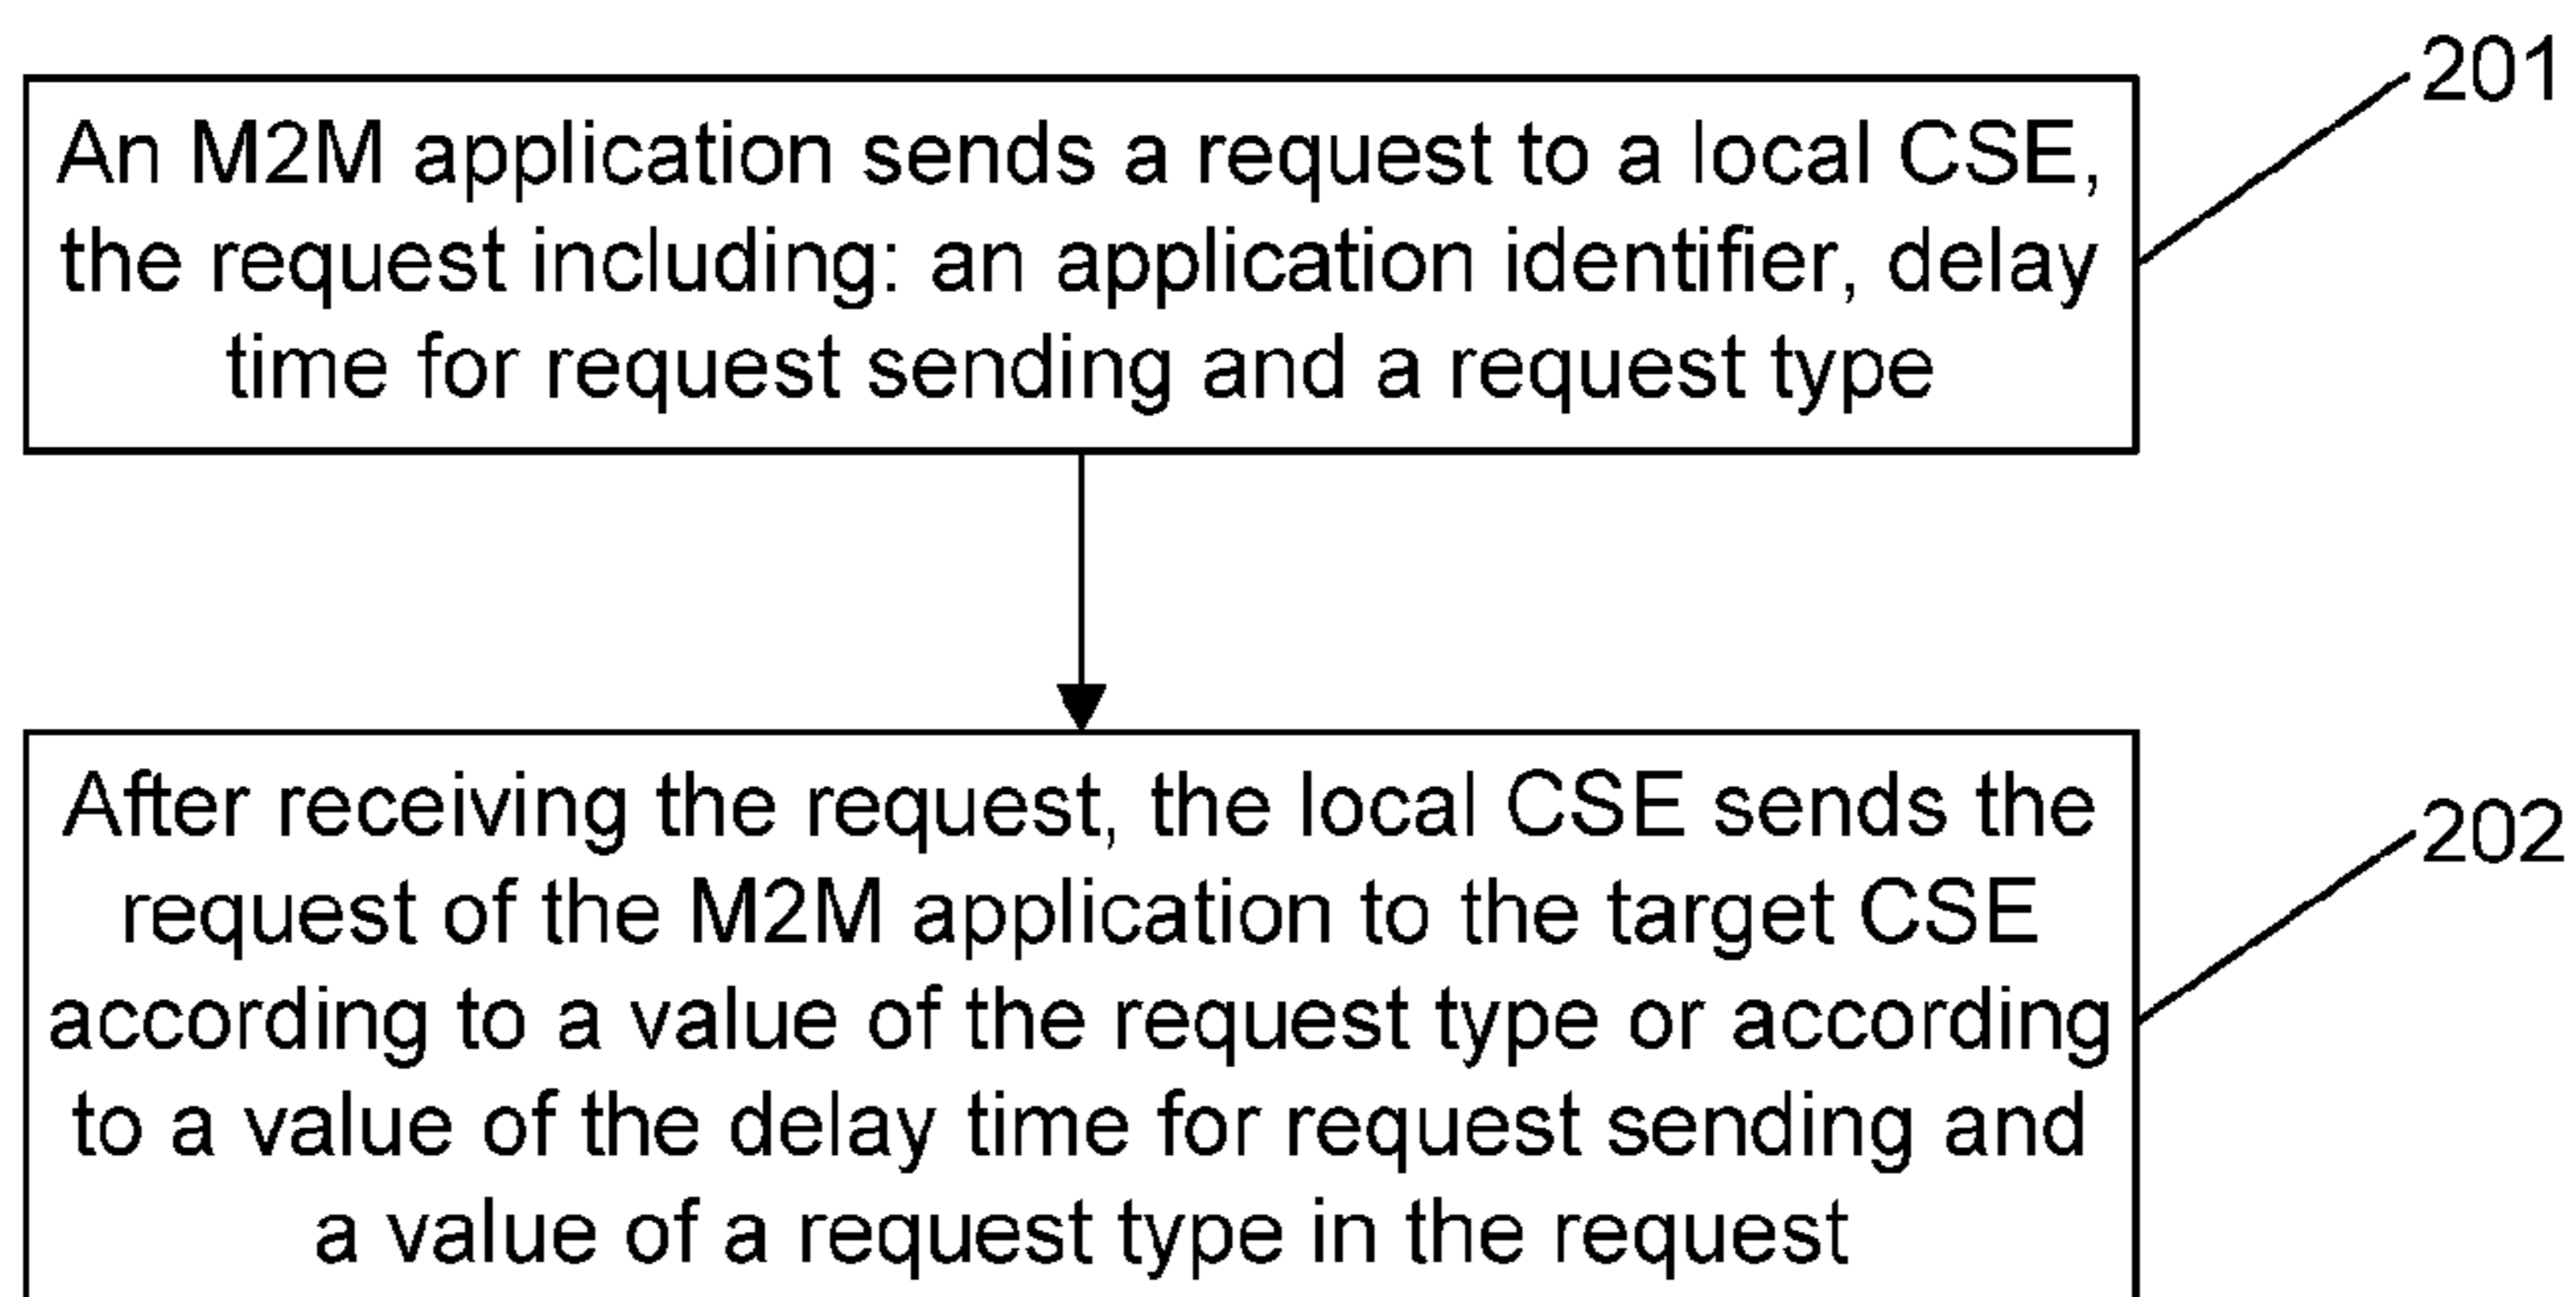 201
An M2M application sends a request to a local CSE,
the request including: an application identifier, delay
time for request sending and a request type
After receiving the request, the local CSE sends the
request of the M2M application to the target CSE
202
according to a value of the request type or according
to a value of the delay time for request sending and
a value of a request type in the request